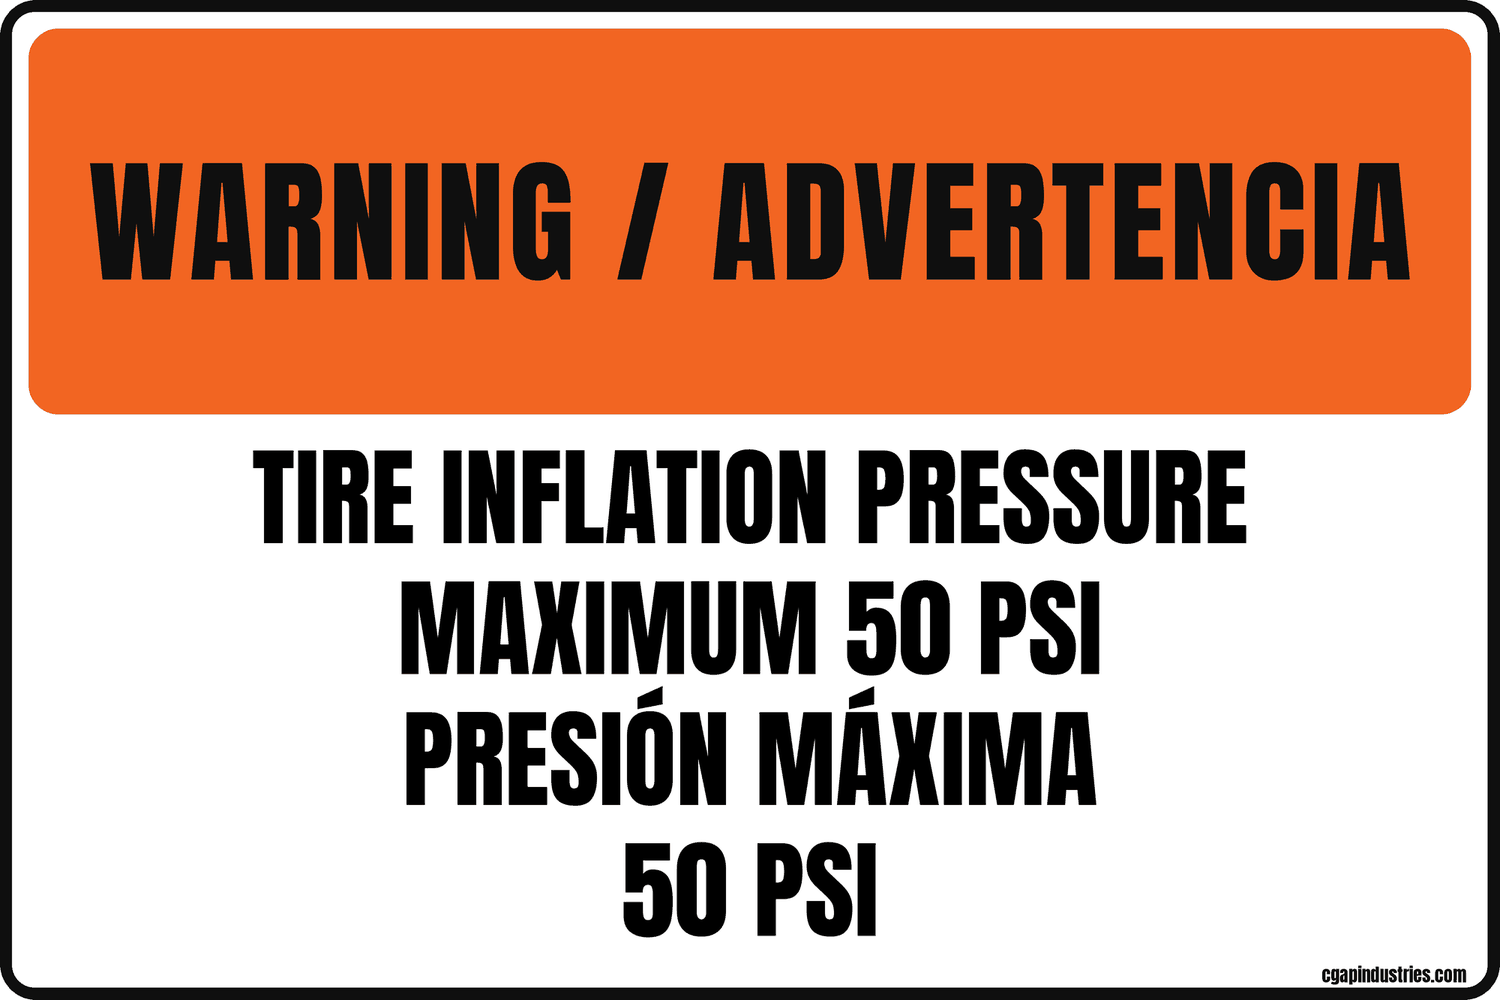 WARNING / ADVERTENCIA
TIRE INFLATION PRESSURE
MAXIMUM 50 PSI
PRESIÓN MÁXIMA
50 PSI
cgapindustries.com